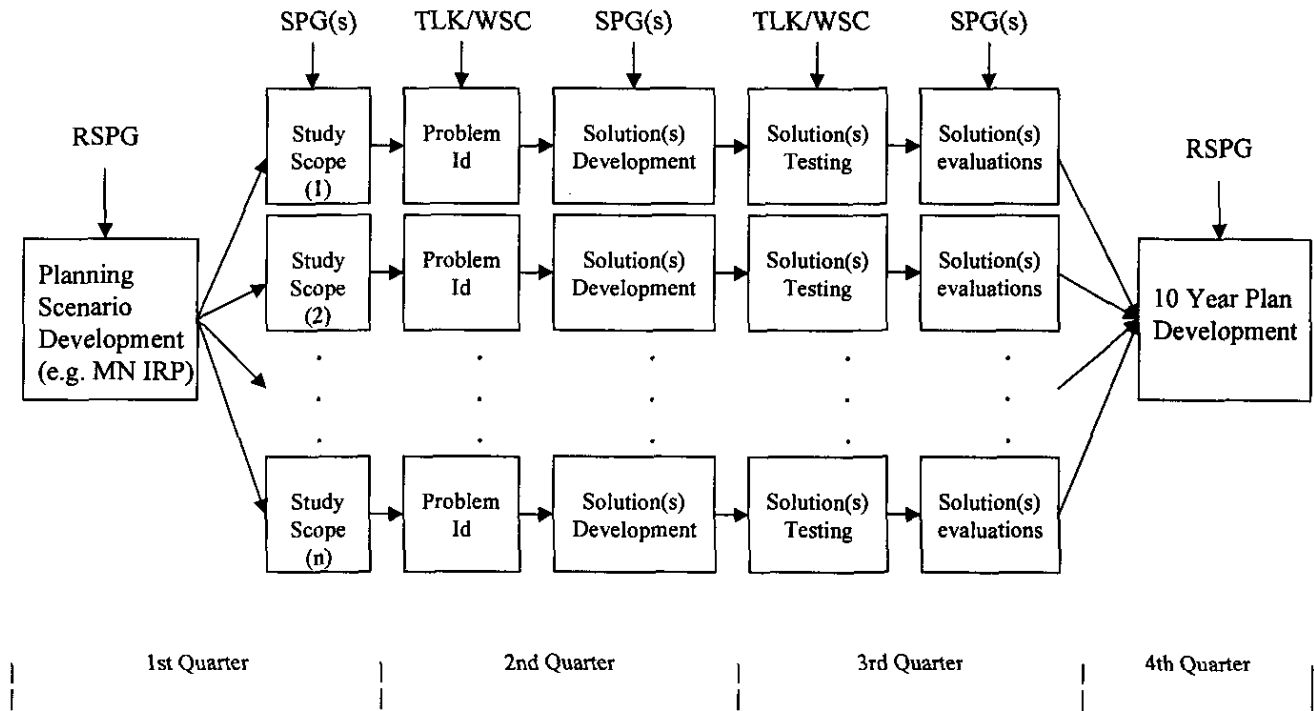 SPG(s) TLK/WSC SPG(s) TLK/WSC SPG(s)
RSPG
Planning
Scenario
Development
(e.g. MN IRP)
Study
Scope
(1)
Problem
Id
Solution(s)
Development
Solution(s)
Testing
Solution(s)
evaluations
Study
Scope
(2)
Problem
Id
Solution(s)
Development
Solution(s)
Testing
Solution(s)
evaluations
Study
Scope
(n)
Problem
Id
Solution(s)
Development
Solution(s)
Testing
Solution(s)
evaluations
RSPG
10 Year Plan
Development
1st Quarter 2nd Quarter 3rd Quarter 4th Quarter